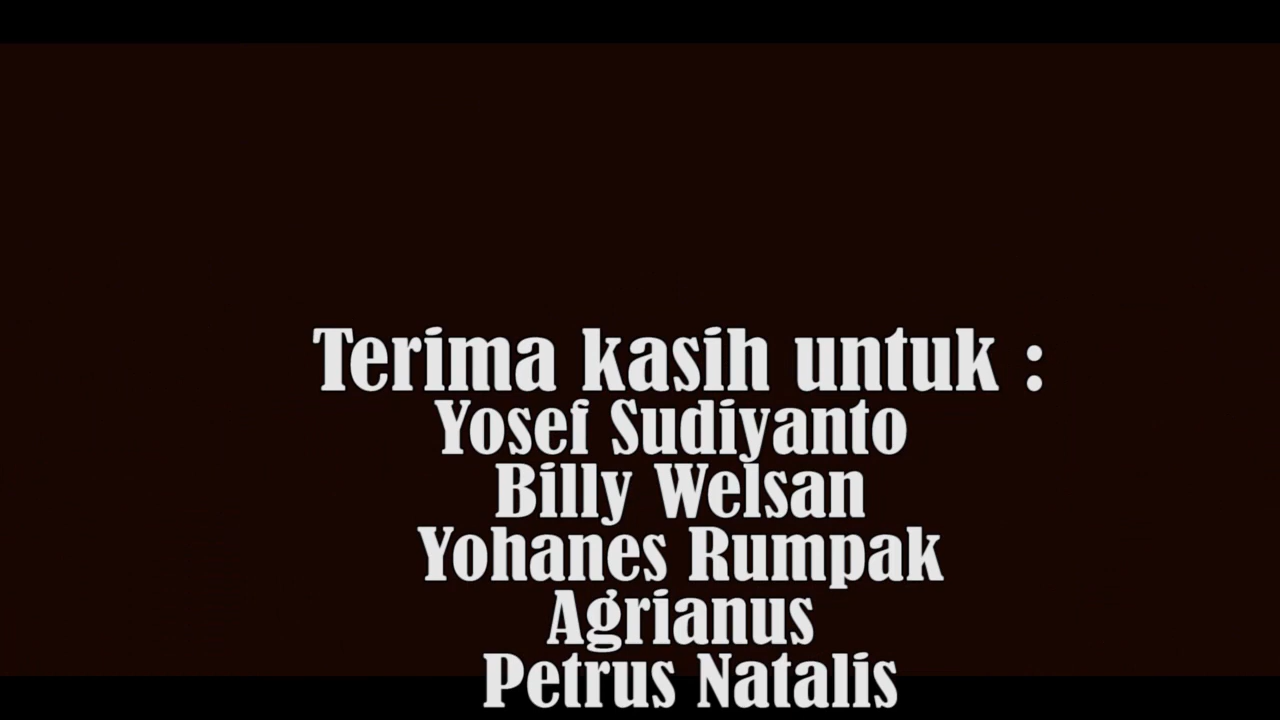 Terima kasih untuk :
Yosef Sudiyanto
Billy Welsan
Yohanes Rumpak
Agrianus
Petrus Natalis